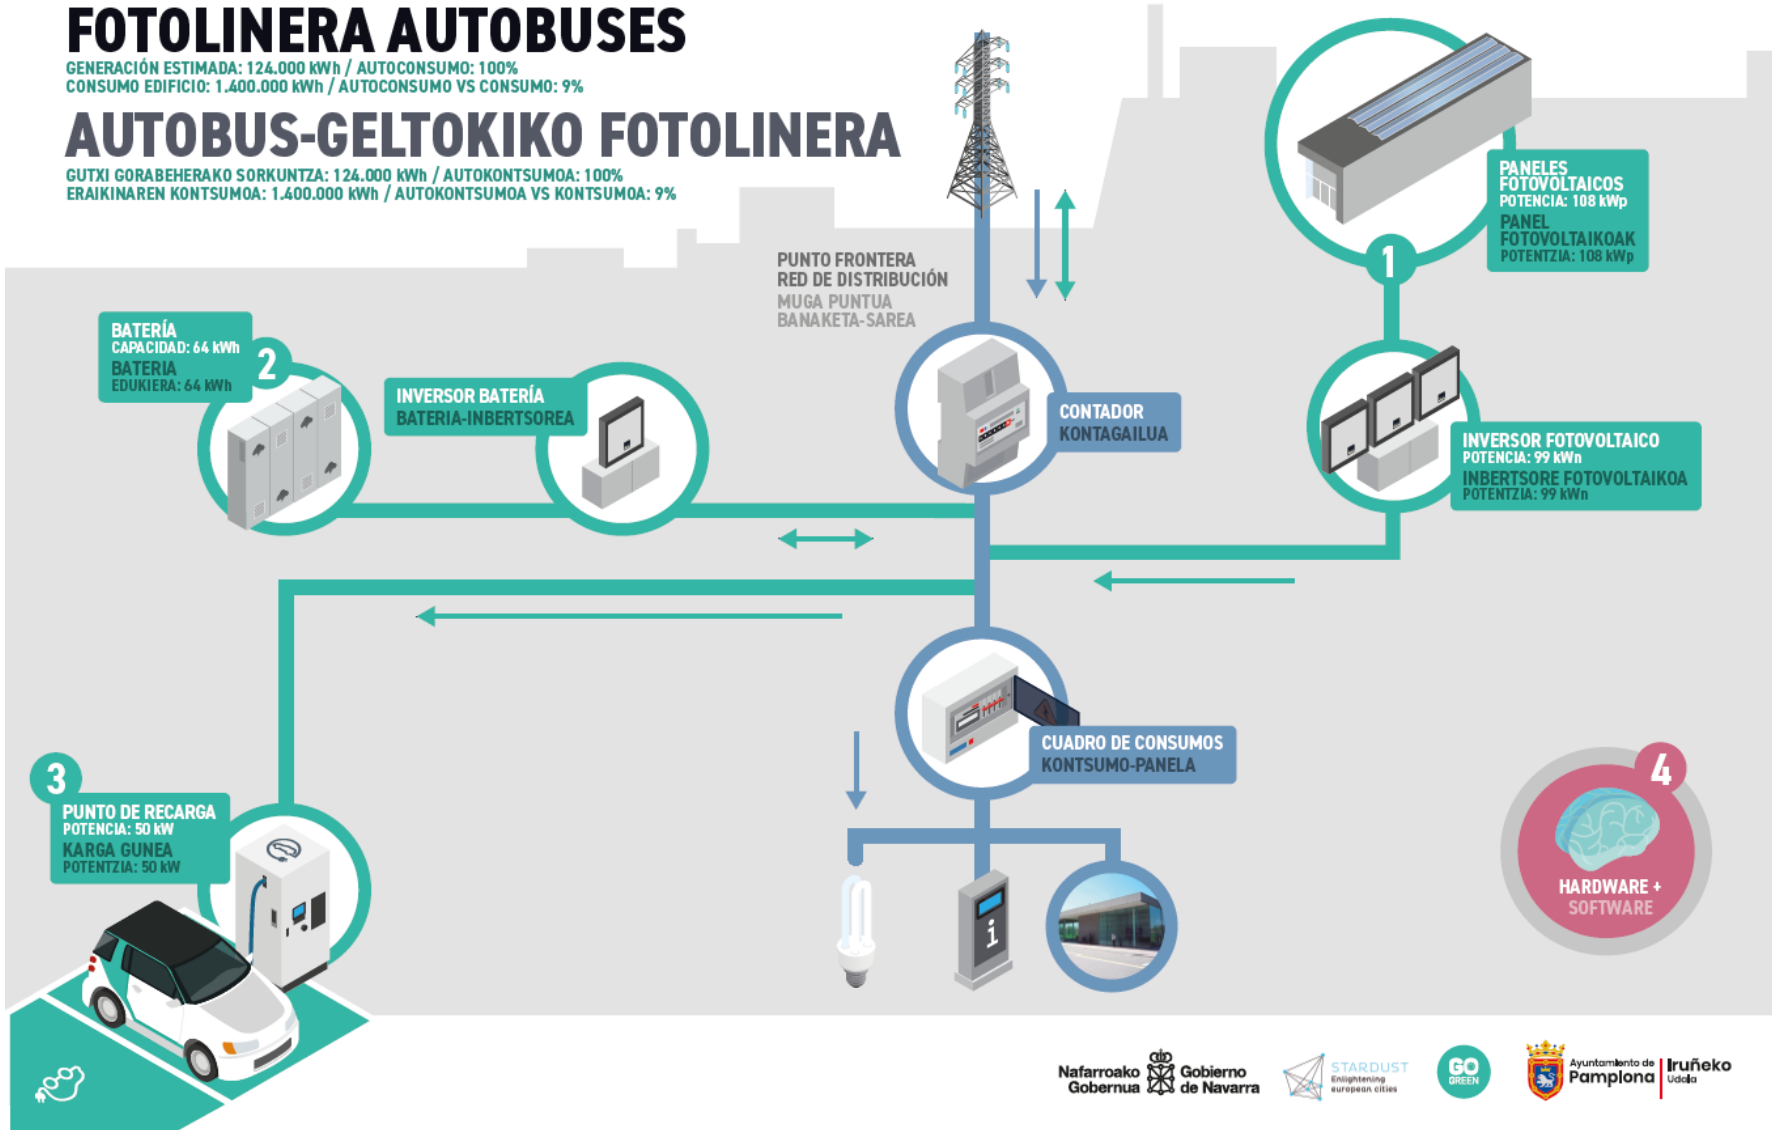 FOTOLINERA AUTOBUSES
GENERACIÓN ESTIMADA: 124.000 kWh / AUTOCONSUMO: 100%
CONSUMO EDIFICIO: 1.400.000 kWh / AUTOCONSUMO VS CONSUMO: 9%
AUTOBUS-GELTOKIKO FOTOLINERA
GUTXI GORABEHERAKO SORKUNTZA: 124.000 kWh / AUTOKONTSUMOA: 100%
ERAIKINAREN KONTSUMOA: 1.400.000 kWh / AUTOKONTSUMOA VS KONTSUMOA: 9%
PANELES
FOTOVOLTAICOS
POTENCIA: 108 kWp
PANEL
FOTOVOLTAIKOAK
POTENTZIA: 108 kWp
1
PUNTO FRONTERA
RED DE DISTRIBUCIÓN
MUGA PUNTUA
BANAKETA-SAREA
BATERÍA
CAPACIDAD: 64 kWh
BATERIA
EDUKIERA: 64 kWh
2
INVERSOR BATERÍA
BATERIA-INBERTSOREA
CONTADOR
KONTAGAILUA
INVERSOR FOTOVOLTAICO
POTENCIA: 99 kWn
INBERTSORE FOTOVOLTAIKOA
POTENTZIA: 99 kWn
CUADRO DE CONSUMOS
KONTSUMO-PANELA
3
PUNTO DE RECARGA
POTENCIA: 50 kW
KARGA GUNEA
POTENTZIA: 50 kW
i
4
HARDWARE +
SOFTWARE
Nafarroako
Gobernua
Gobierno
de Navarra
STARDUST
Enlightening
european cities
GO
GREEN
Ayuntamiento de
Pamplona
Iruñeko
Udala